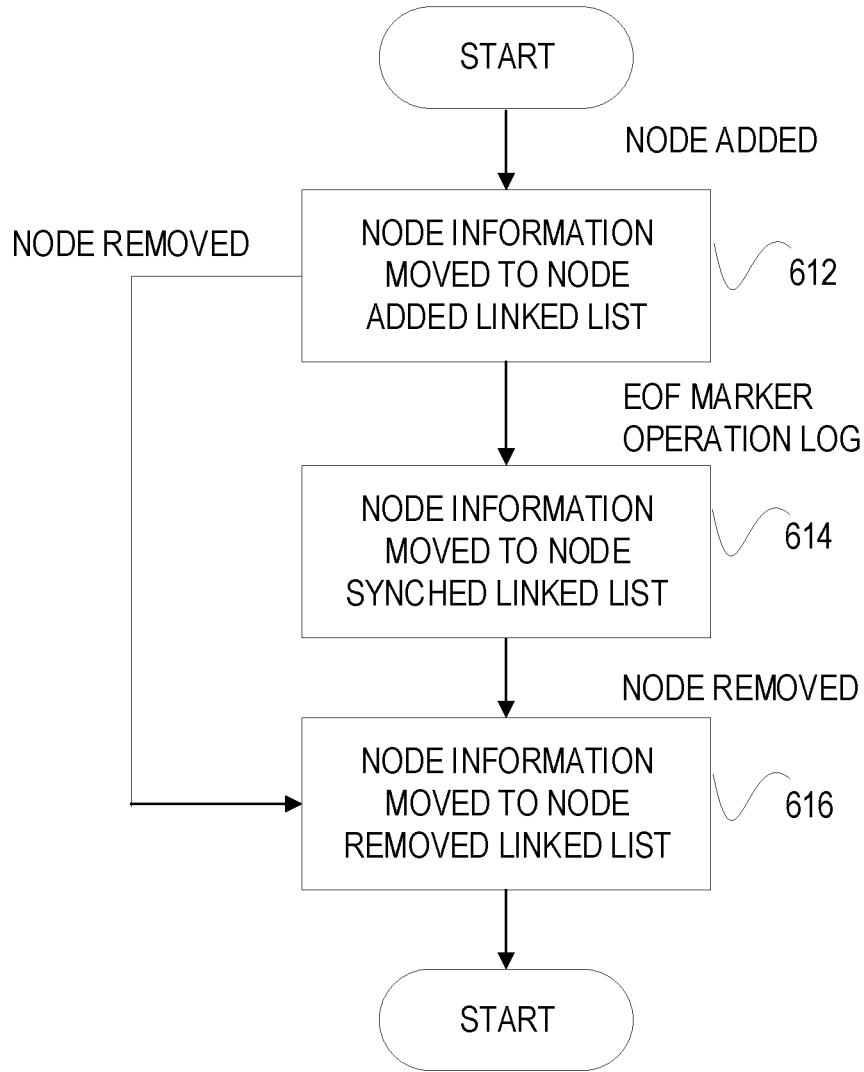 START
NODE ADDED
NODE REMOVED
NODE INFORMATION
MOVED TO NODE
ADDED LINKED LIST
612
EOF MARKER
OPERATION LOG
NODE INFORMATION
MOVED TO NODE
SYNCHED LINKED LIST
614
NODE REMOVED
NODE INFORMATION
MOVED TO NODE
REMOVED LINKED LIST
616
START